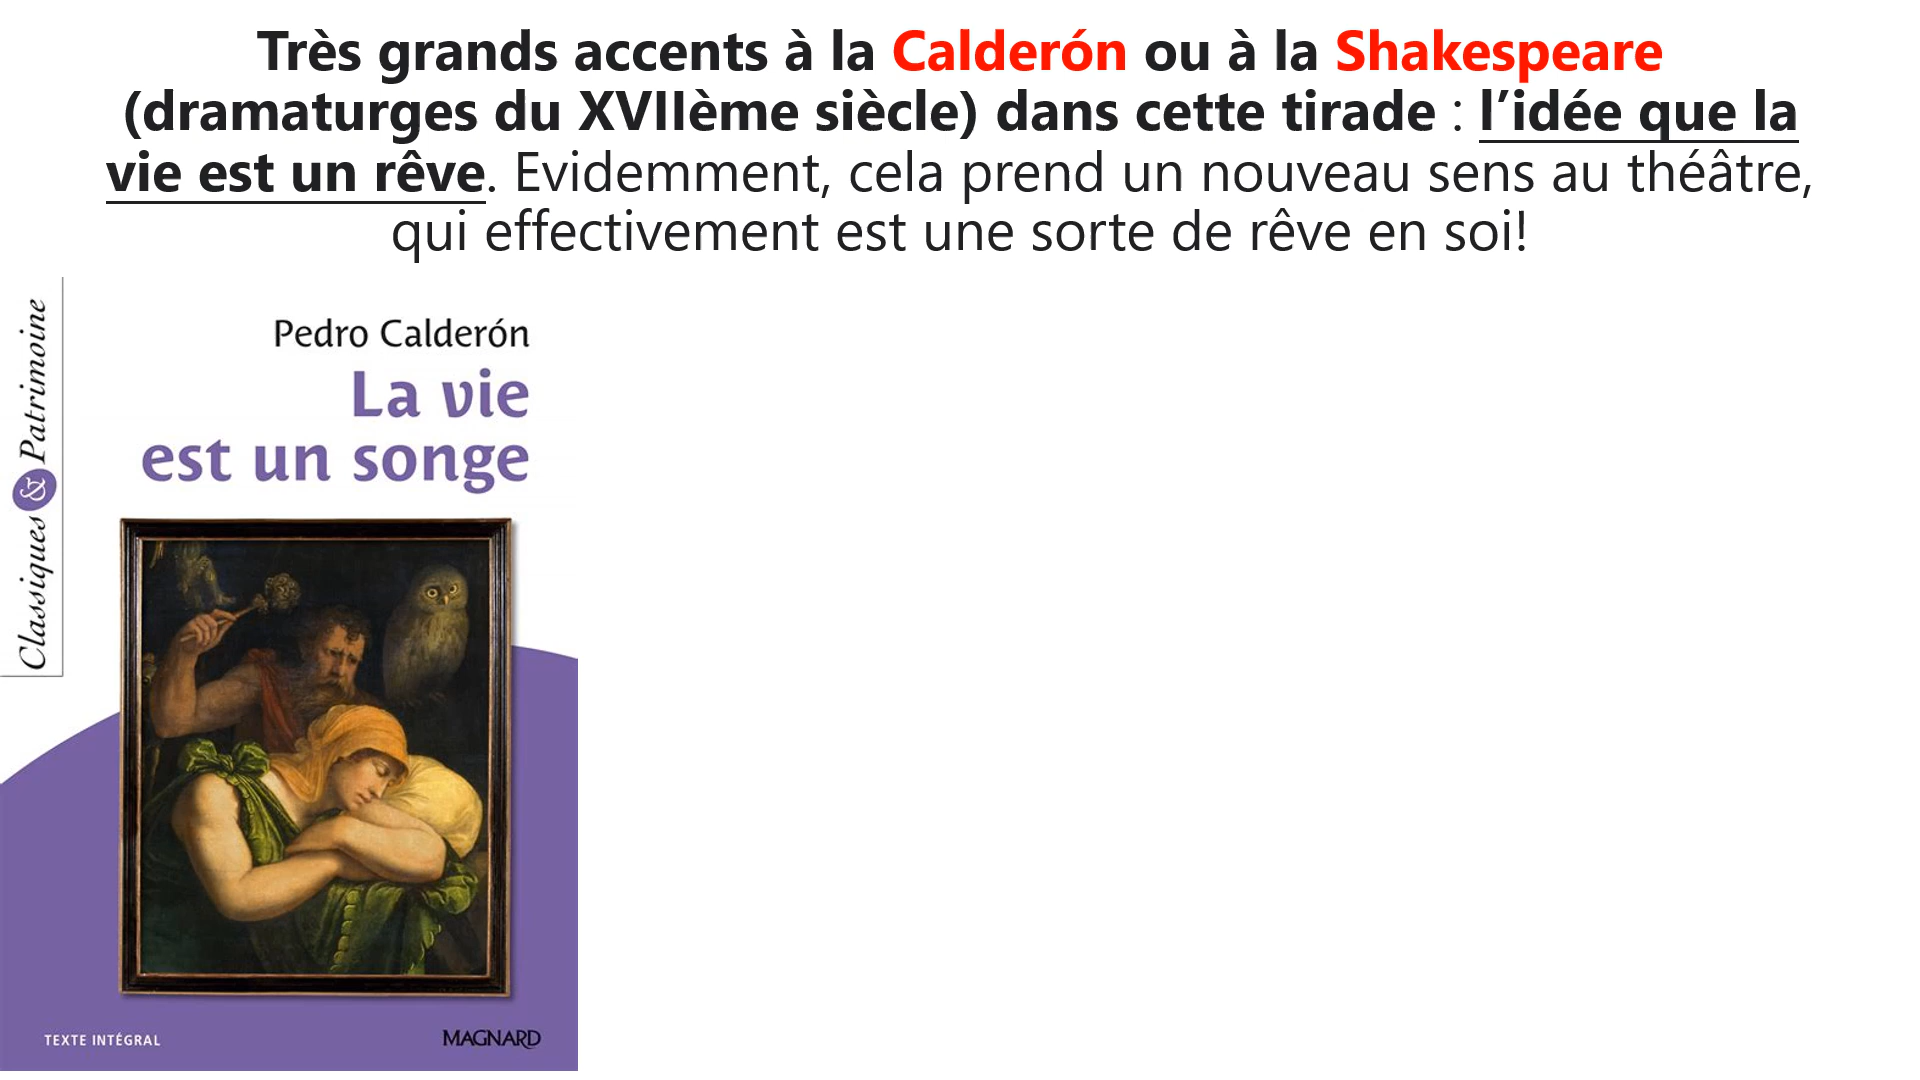 Très grands accents à la Calderón ou à la Shakespeare
(dramaturges du XVIIème siècle) dans cette tirade : l’idée que la
vie est un rêve. Evidemment, cela prend un nouveau sens au théâtre,
qui effectivement est une sorte de rêve en soi!
Classiques & Patrimoine
Pedro Calderón
La vie
est un songe
TEXTE INTÉGRAL
MAGNARD